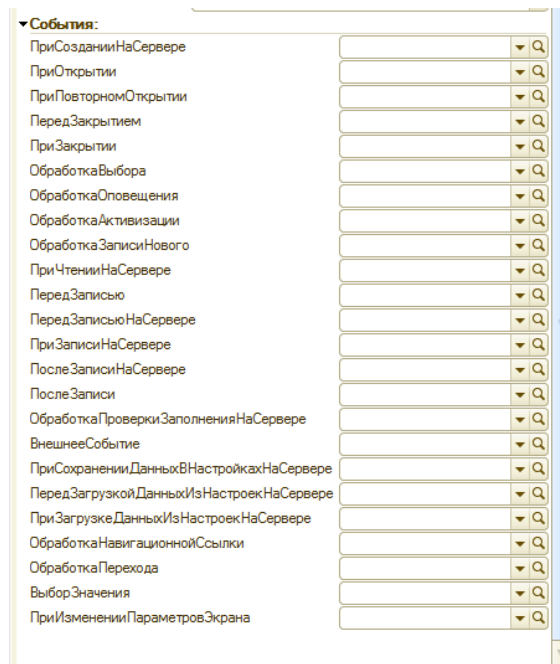 События:
ПриСозданииНаСервере
ПриОткрытии
ПриПовторномОткрытии
ПередЗакрытием
ПриЗакрытии
ОбработкаВыбора
ОбработкаОповещения
ОбработкаАктивизации
ОбработкаЗаписиНового
ПриЧтенииНаСервере
ПередЗаписью
ПередЗаписьюНаСервере
ПриЗаписиНаСервере
ПослеЗаписиНаСервере
ПослеЗаписи
ОбработкаПроверкиЗаполненияНаСервере
ВнешнееСобытие
ПриСохраненииДанныхВНастройкахНаСервере
ПередЗагрузкойДанныхИзНастроекНаСервере
ПриЗагрузкеДанныхИзНастроекНаСервере
ОбработкаНавигационнойСсылки
ОбработкаПерехода
ВыборЗначения
ПриИзмененииПараметровЭкрана